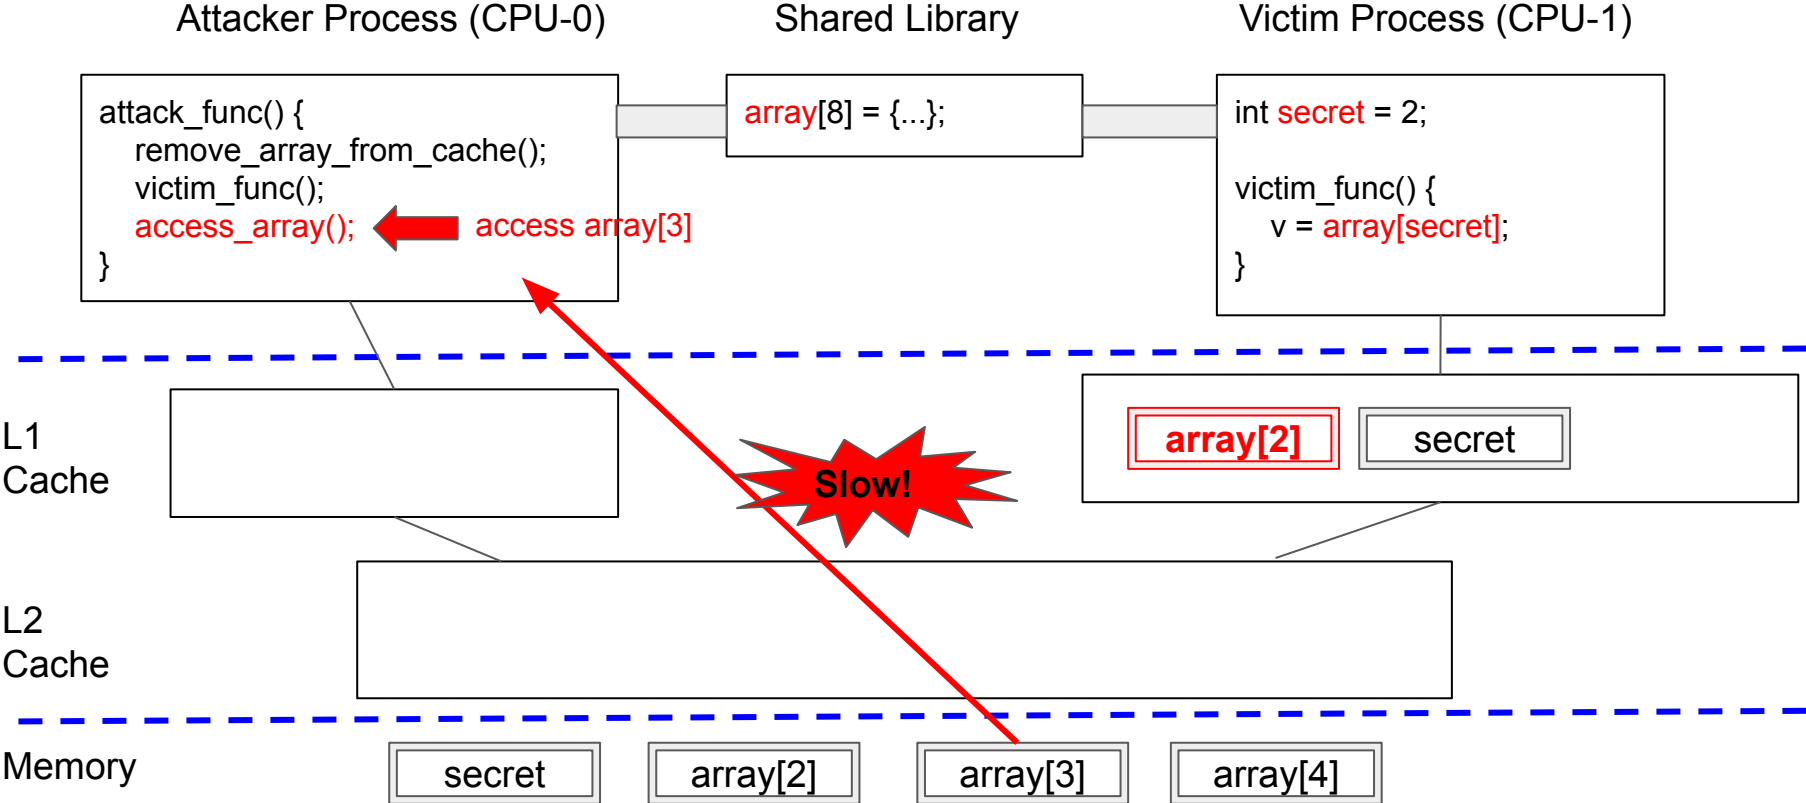 Attacker Process (CPU-0)
Shared Library
Victim Process (CPU-1)
attack_func() {
remove_array_from_cache();
victim_func();
access_array();
access array[3]
}
array[8] = {...};
int secret = 2;
victim_func() {
v = array[secret];
}
L1
Cache
array[2]
secret
Slow!
L2
Cache
Memory
secret
array[2]
array[3]
array[4]